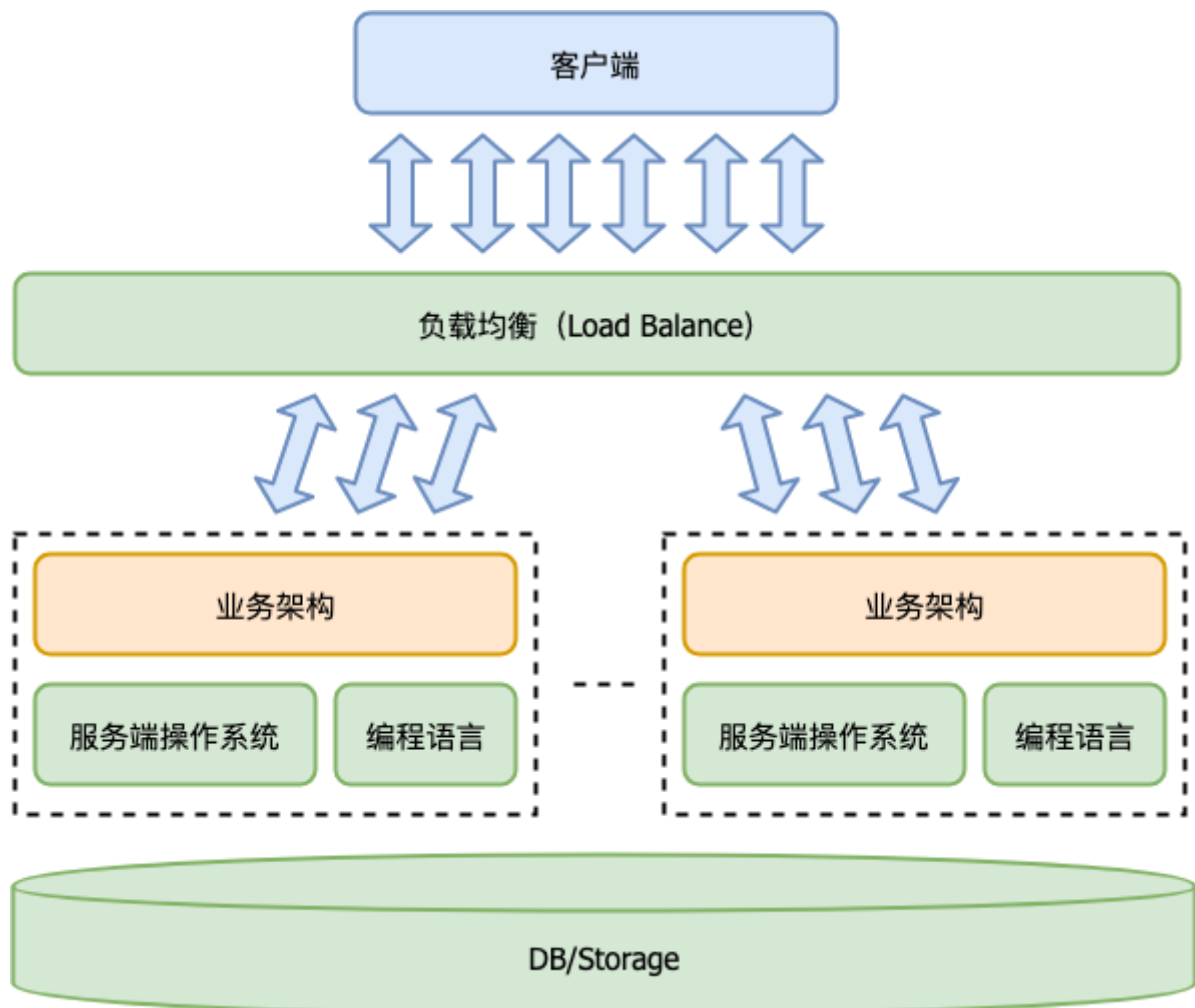 客户端
负载均衡（Load Balance）
业务架构
业务架构
服务端操作系统
编程语言
服务端操作系统
编程语言
DB/Storage